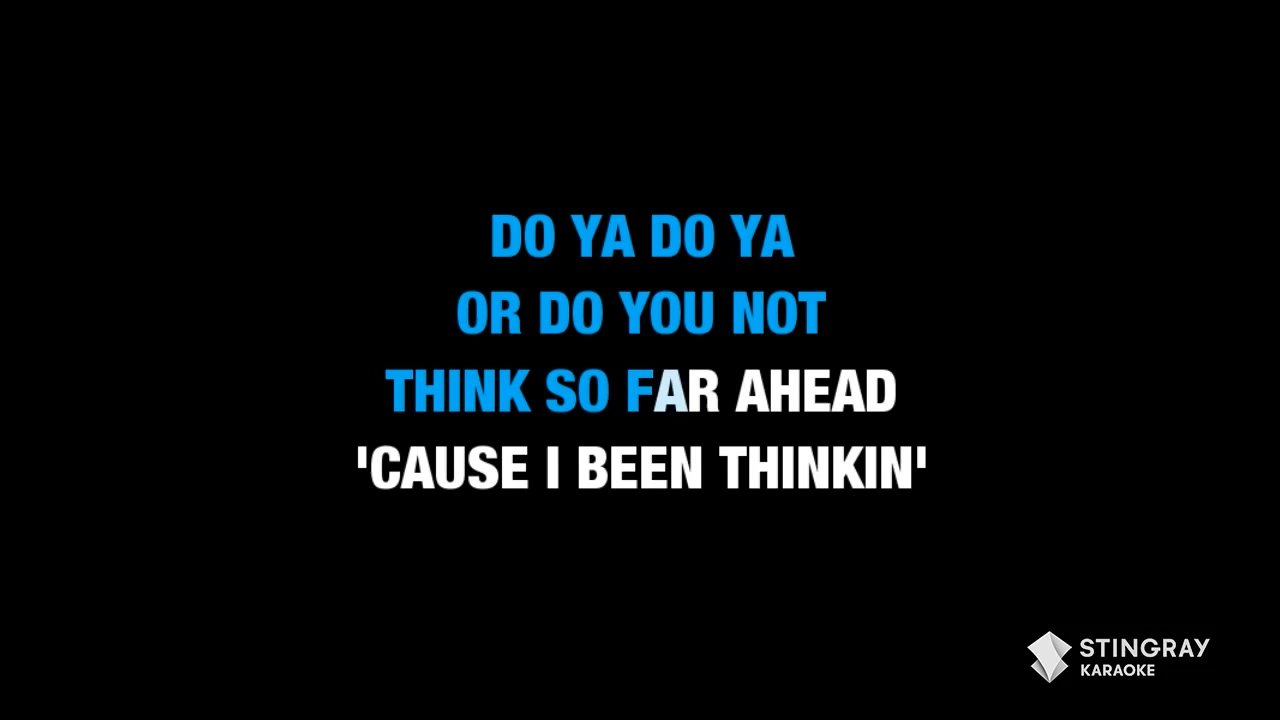 DO YA DO YA
OR DO YOU NOT
THINK SO FAR AHEAD
'CAUSE I BEEN THINKIN'
STINGRAY
KARAOKE